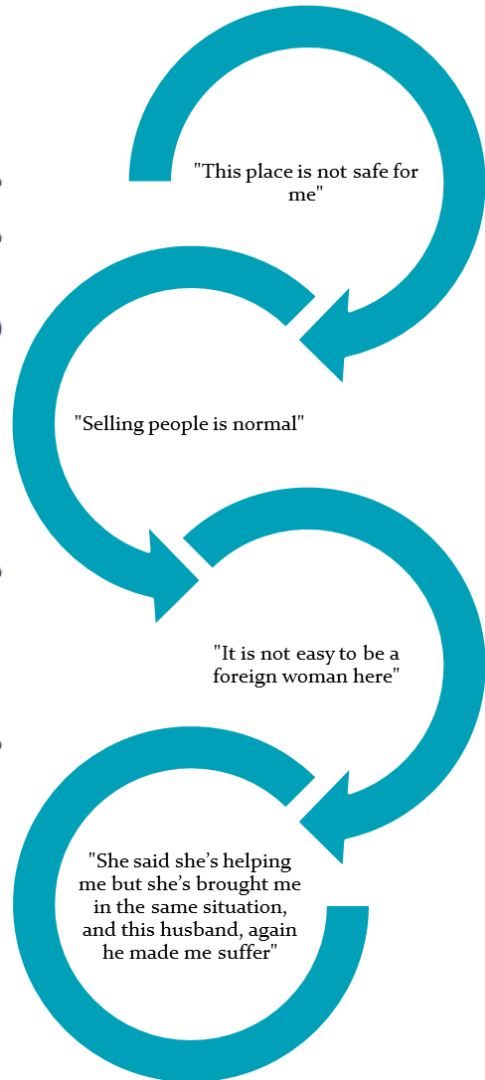 "This place is not safe for
me"
"Selling people is normal"
"It is not easy to be a
foreign woman here"
"She said she’s helping
me but she’s brought me
in the same situation,
and this husband, again
he made me suffer"